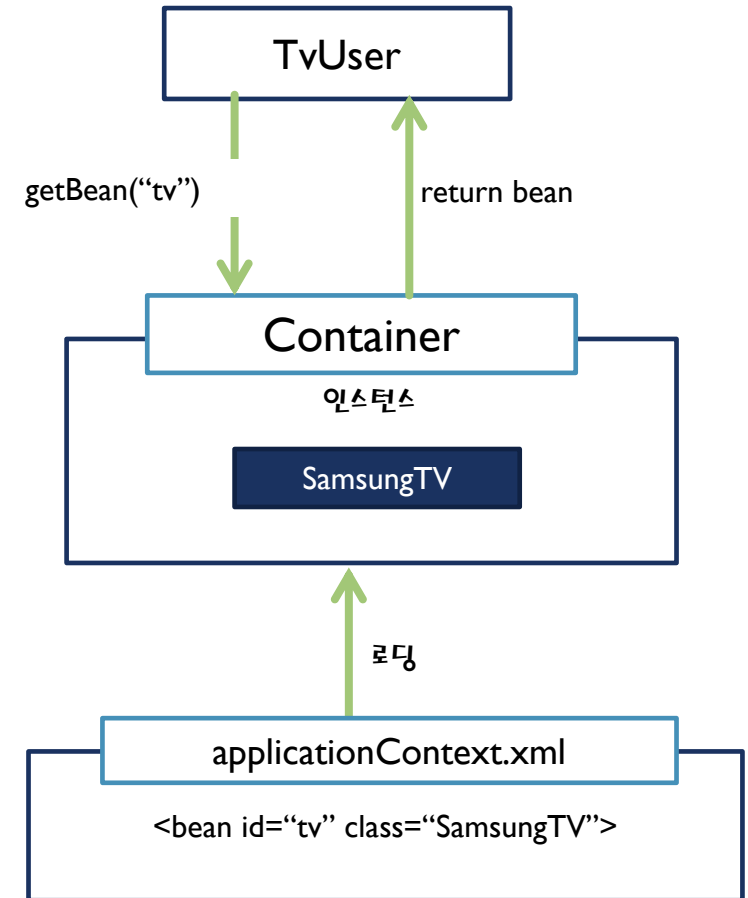 TvUser
getBean(“tv”)
return bean
Container
인스턴스
SamsungTV
로딩
applicationContext.xml
<bean id=“tv” class=“SamsungTV”>